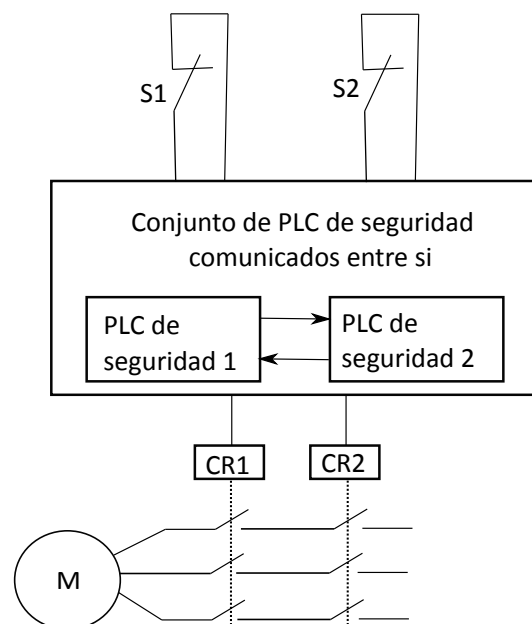 S1
S2
Conjunto de PLC de seguridad
comunicados entre si
PLC de
seguridad 1
PLC de
seguridad 2
CR1
CR2
M